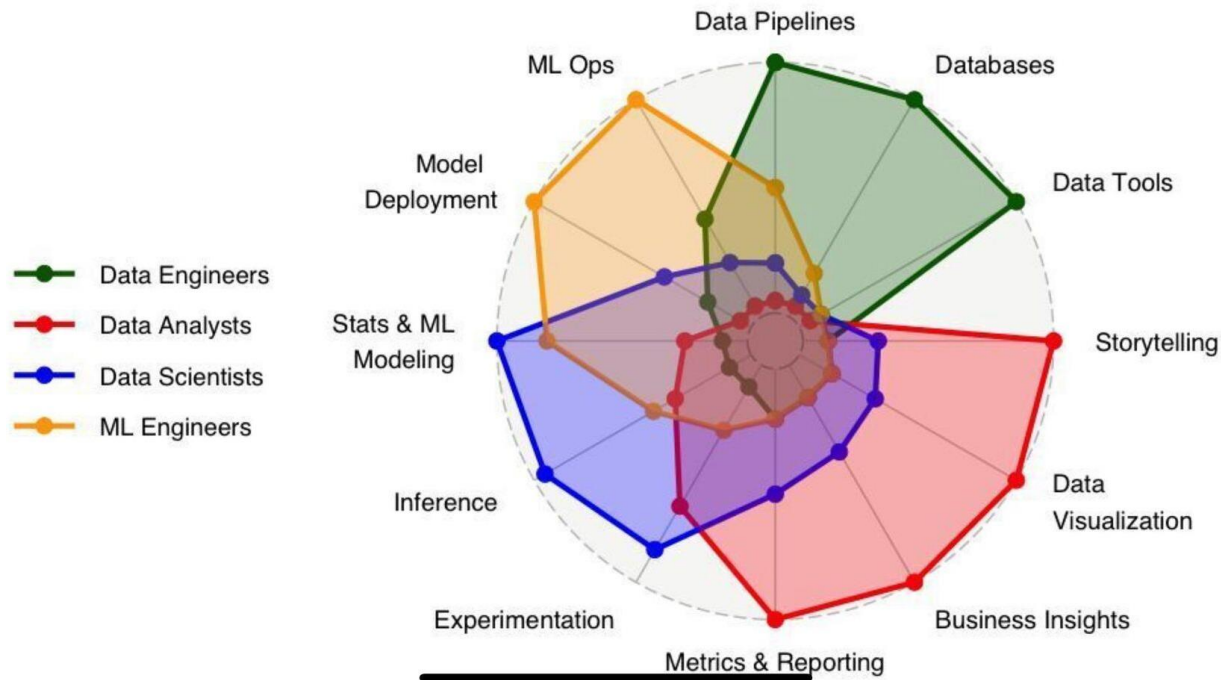 Data Pipelines
ML Ops
Databases
Model
Deployment
Data Tools
Data Engineers
Data Analysts
Data Scientists
ML Engineers
Stats & ML
Modeling
Storytelling
Inference
Data
Visualization
Experimentation
Business Insights
Metrics & Reporting